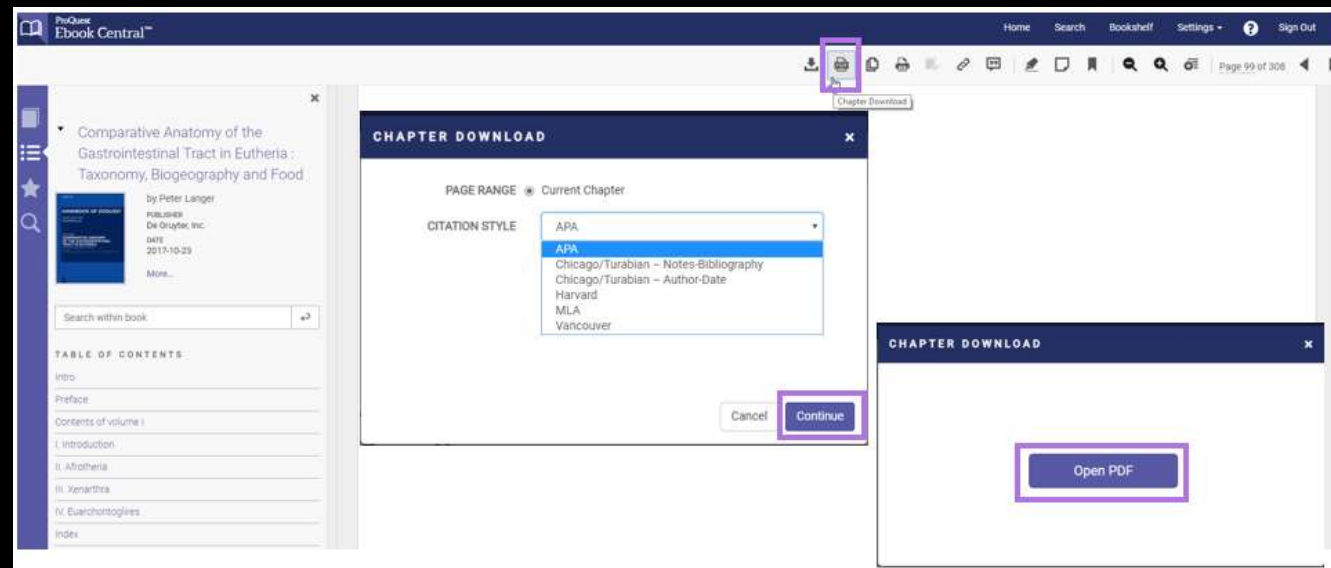 ProQuest
Ebook Central™
Home Search Bookshelf Settings ? Sign Out
Page 99 of 308
Chapter Download
Comparative Anatomy of the
Gastrointestinal Tract in Eutheria :
Taxonomy, Biogeography and Food
by Peter Langer
PUBLISHER
De Gruyter, Inc.
DATE
2017-10-23
More...
Search within book
TABLE OF CONTENTS
Intro
Preface
Contents of volume I
I. Introduction
II. Afrotheria
III. Xenarthra
IV. Euarchontoglires
Index
CHAPTER DOWNLOAD ×
PAGE RANGE Current Chapter
CITATION STYLE APA
APA
Chicago/Turabian – Notes-Bibliography
Chicago/Turabian – Author-Date
Harvard
MLA
Vancouver
Cancel Continue
CHAPTER DOWNLOAD ×
Open PDF